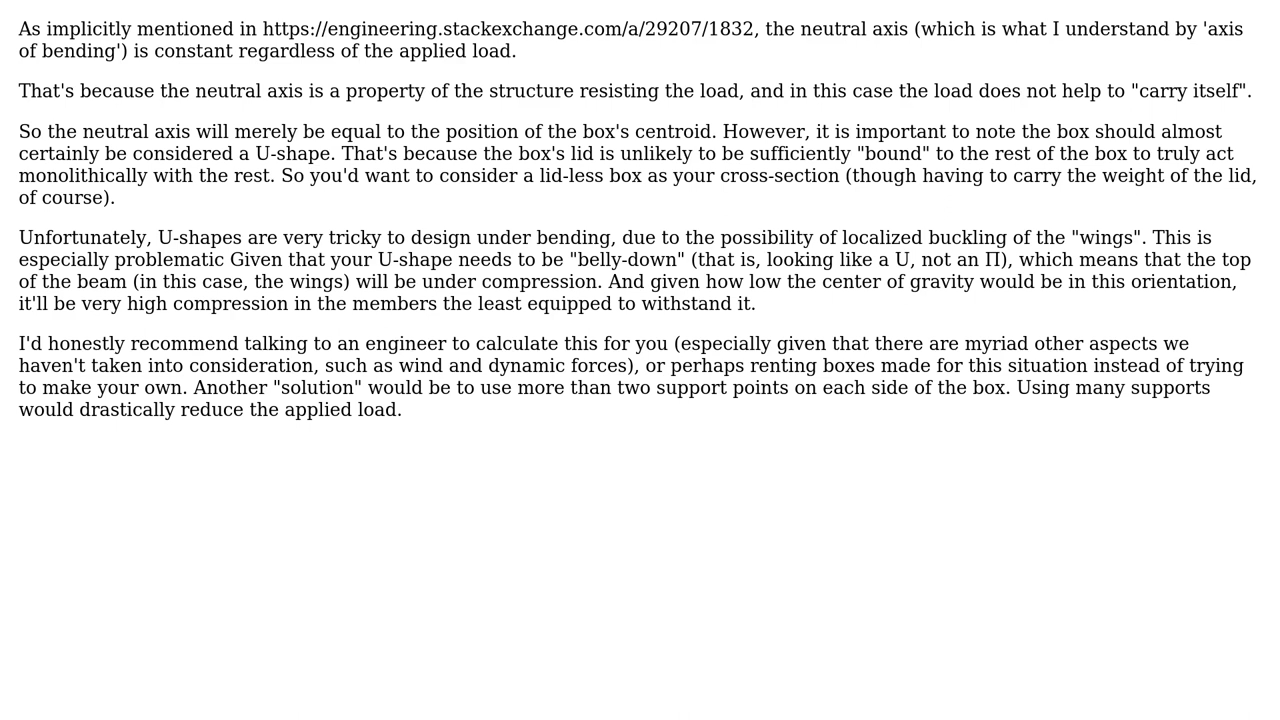 As implicitly mentioned in https://engineering.stackexchange.com/a/29207/1832, the neutral axis (which is what I understand by 'axis
of bending') is constant regardless of the applied load.
That's because the neutral axis is a property of the structure resisting the load, and in this case the load does not help to "carry itself".
So the neutral axis will merely be equal to the position of the box's centroid. However, it is important to note the box should almost
certainly be considered a U-shape. That's because the box's lid is unlikely to be sufficiently "bound" to the rest of the box to truly act
monolithically with the rest. So you'd want to consider a lid-less box as your cross-section (though having to carry the weight of the lid,
of course).
Unfortunately, U-shapes are very tricky to design under bending, due to the possibility of localized buckling of the "wings". This is
especially problematic Given that your U-shape needs to be "belly-down" (that is, looking like a U, not an Π), which means that the top
of the beam (in this case, the wings) will be under compression. And given how low the center of gravity would be in this orientation,
it'll be very high compression in the members the least equipped to withstand it.
I'd honestly recommend talking to an engineer to calculate this for you (especially given that there are myriad other aspects we
haven't taken into consideration, such as wind and dynamic forces), or perhaps renting boxes made for this situation instead of trying
to make your own. Another "solution" would be to use more than two support points on each side of the box. Using many supports
would drastically reduce the applied load.